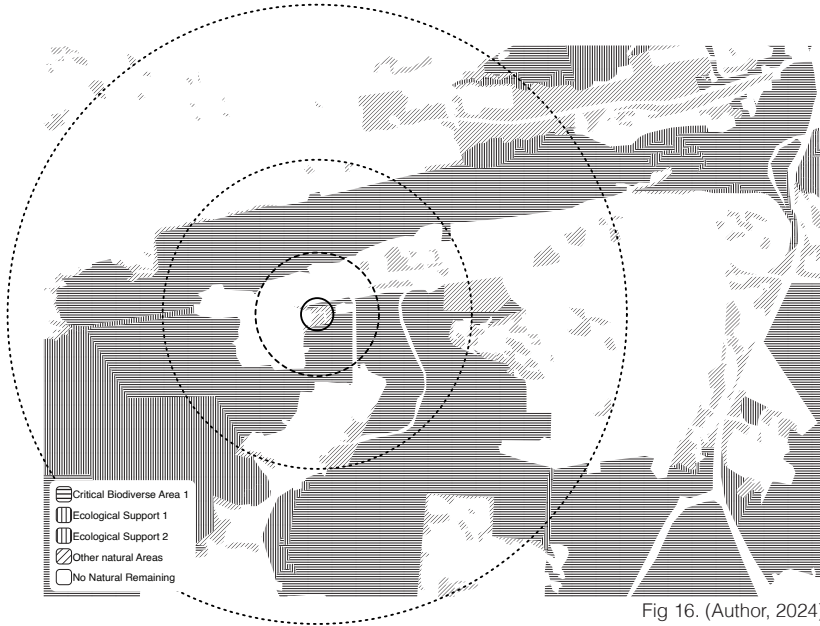 Critical Biodiverse Area 1
Ecological Support 1
Ecological Support 2
Other natural Areas
No Natural Remaining
Fig 16. (Author, 2024)